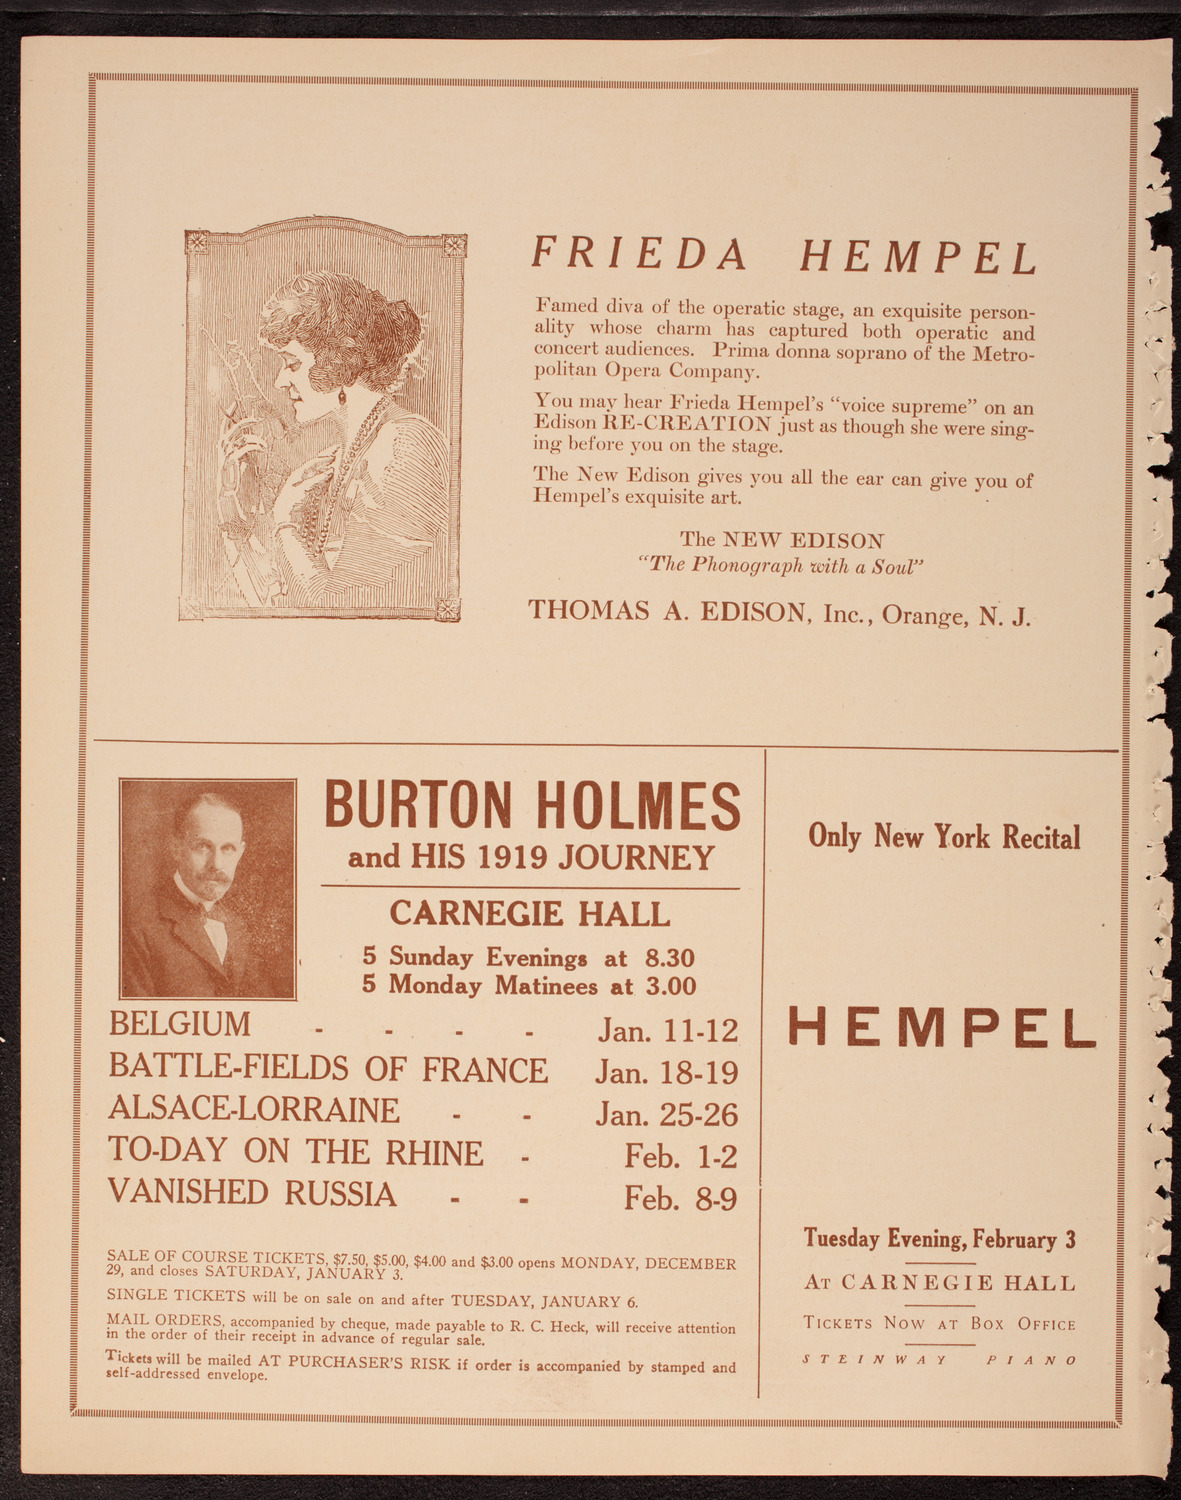 FRIEDA HEMPEL
Famed diva of the operatic stage, an exquisite person-
ality whose charm has captured both operatic and
concert audiences. Prima donna soprano of the Metro-
politan Opera Company.
You may hear Frieda Hempel's “voice supreme” on an
Edison RE-CREATION just as though she were sing-
ing before you on the stage.
The New Edison gives you all the ear can give you of
Hempel's exquisite art.
The NEW EDISON
“The Phonograph with a Soul”
THOMAS A. EDISON, Inc., Orange, N. J.
BURTON HOLMES
and HIS 1919 JOURNEY
CARNEGIE HALL
5 Sunday Evenings at 8.30
5 Monday Matinees at 3.00
BELGIUM - - - - Jan. 11-12
BATTLE-FIELDS OF FRANCE Jan. 18-19
ALSACE-LORRAINE - - Jan. 25-26
TO-DAY ON THE RHINE - Feb. 1-2
VANISHED RUSSIA - - Feb. 8-9
SALE OF COURSE TICKETS, $7.50, $5.00, $4.00 and $3.00 opens MONDAY, DECEMBER
29, and closes SATURDAY, JANUARY 3.
SINGLE TICKETS will be on sale on and after TUESDAY, JANUARY 6.
MAIL ORDERS, accompanied by cheque, made payable to R. C. Heck, will receive attention
in the order of their receipt in advance of regular sale.
Tickets will be mailed AT PURCHASER'S RISK if order is accompanied by stamped and
self-addressed envelope.
Only New York Recital
HEMPEL
Tuesday Evening, February 3
AT CARNEGIE HALL
TICKETS NOW AT BOX OFFICE
STEINWAY PIANO